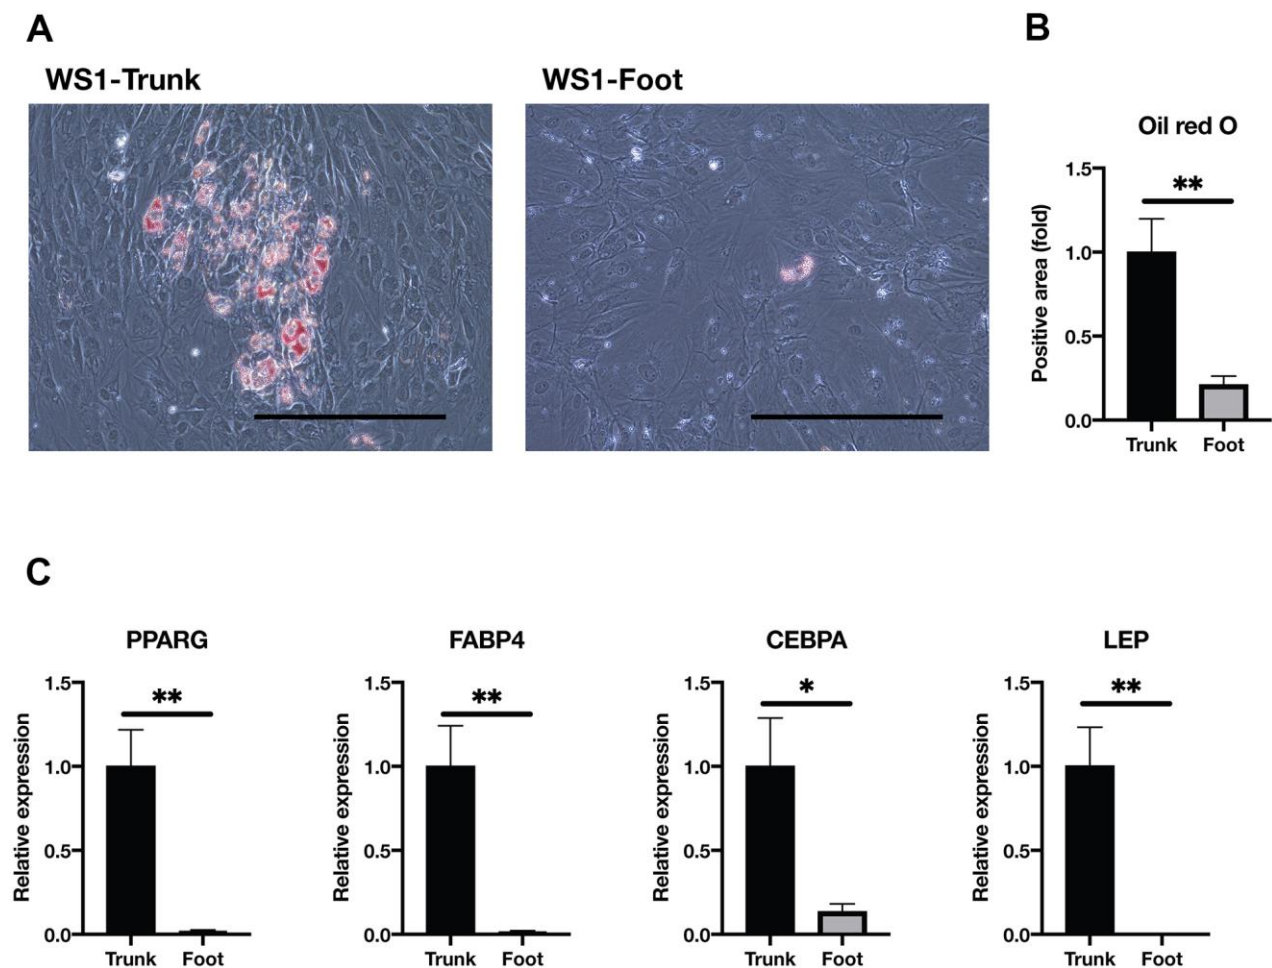 A
B
WS1-Trunk
WS1-Foot
Oil red O
Positive area (fold)
1.5
1.0
0.5
0.0
**
Trunk
Foot
C
PPARG
Relative expression
1.5
1.0
0.5
0.0
**
Trunk
Foot
FABP4
Relative expression
1.5
1.0
0.5
0.0
**
Trunk
Foot
CEBPA
Relative expression
1.5
1.0
0.5
0.0
*
Trunk
Foot
LEP
Relative expression
1.5
1.0
0.5
0.0
**
Trunk
Foot